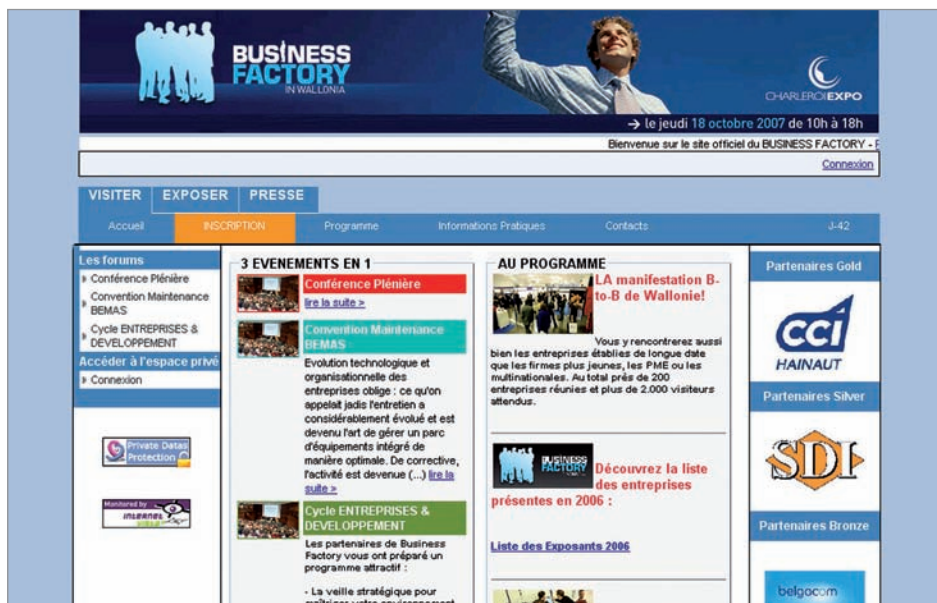 BUSINESS
FACTORY
IN WALLONIA
CHARLEROI EXPO
→ le jeudi 18 octobre 2007 de 10h à 18h
Bienvenue sur le site officiel du BUSINESS FACTORY -
Connexion
VISITER EXPOSER PRESSE
Accueil INSCRIPTION Programme Informations Pratiques Contacts J-42
Les forums
Conférence Plénière
Convention Maintenance
BEMAS
Cycle ENTREPRISES &
DEVELOPPEMENT
Accéder à l'espace privé
Connexion
Private Datas
Protection
Monitored by
internet
3 EVENEMENTS EN 1
Conférence Plénière
lire la suite >
Convention Maintenance
BEMAS
Evolution technologique et
organisationnelle des
entreprises oblige : ce qu'on
appelait jadis l'entretien a
considérablement évolué et est
devenu l'art de gérer un parc
d'équipements intégré de
manière optimale. De corrective,
l'activité est devenue (...) lire la
suite >
Cycle ENTREPRISES &
DEVELOPPEMENT
Les partenaires de Business
Factory vous ont préparé un
programme attractif :
- La veille stratégique pour
maîtriser votre environnement
AU PROGRAMME
LA manifestation B-
to-B de Wallonie!
Vous y rencontrerez aussi
bien les entreprises établies de longue date
que les firmes plus jeunes, les PME ou les
multinationales. Au total prés de 200
entreprises réunies et plus de 2.000 visiteurs
attendus.
BUSINESS
FACTORY
Découvrez la liste
des entreprises
présentes en 2006 :
Liste des Exposants 2006
Partenaires Gold
cci
HAINAUT
Partenaires Silver
SDI
Partenaires Bronze
belgacom